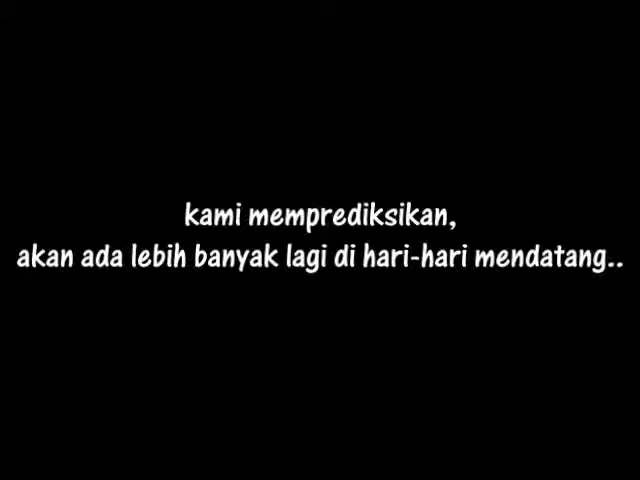 kami memprediksikan,
akan ada lebih banyak lagi di hari-hari mendatang..